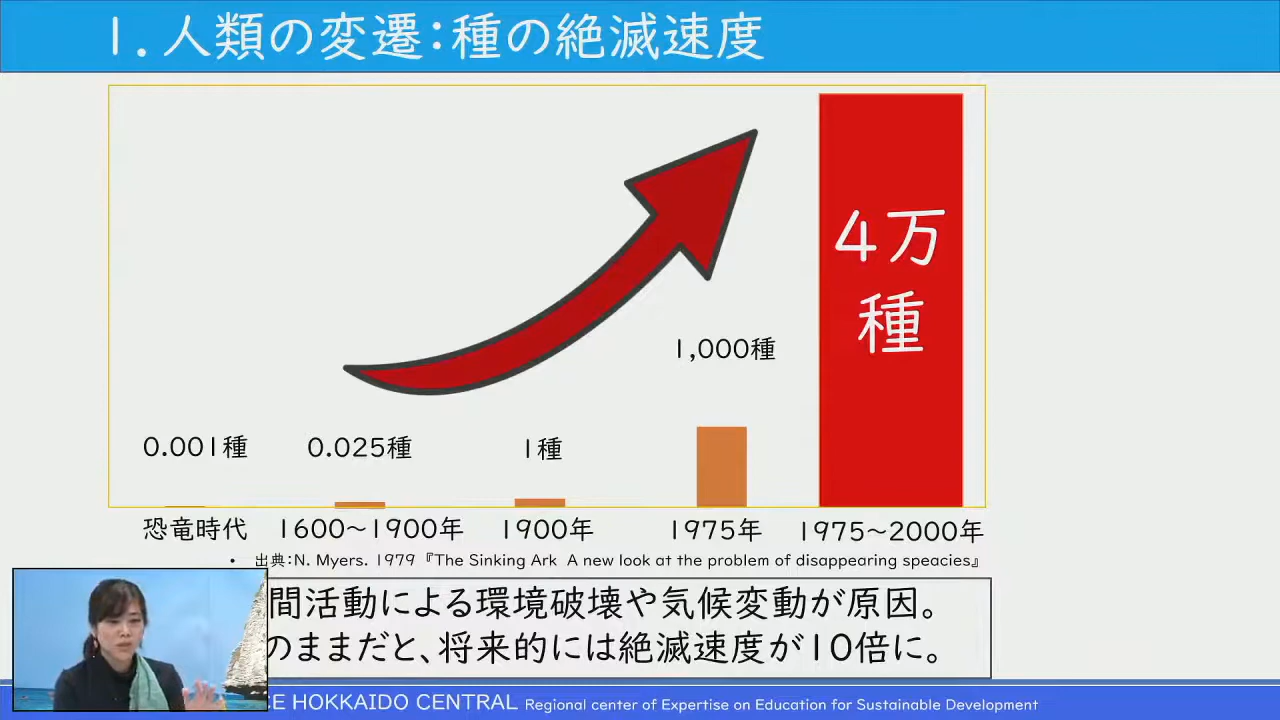 1. 人類の変遷:種の絶滅速度
4万
種
1,000種
0.001種
0.025種
1種
恐竜時代
1600~1900年
1900年
1975年
1975~2000年
• 出典:N. Myers. 1979『The Sinking Ark A new look at the problem of disappearing speacies』
間活動による環境破壊や気候変動が原因。
のままだと、将来的には絶滅速度が10倍に。
CE HOKKAIDO CENTRAL Regional center of Expertise on Education for Sustainable Development